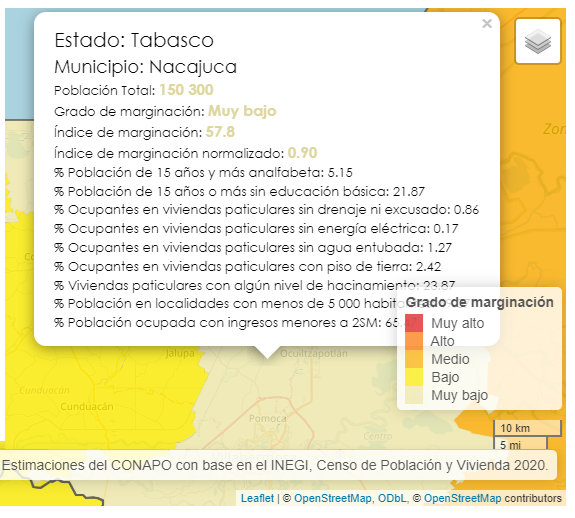 ×
Estado: Tabasco
Municipio: Nacajuca
Población Total: 150 300
Grado de marginación: Muy bajo
Índice de marginación: 57.8
Índice de marginación normalizado: 0.90
% Población de 15 años y más analfabeta: 5.15
% Población de 15 años o más sin educación básica: 21.87
% Ocupantes en viviendas paticulares sin drenaje ni excusado: 0.86
% Ocupantes en viviendas paticulares sin energía eléctrica: 0.17
% Ocupantes en viviendas paticulares sin agua entubada: 1.27
% Ocupantes en viviendas paticulares con piso de tierra: 2.42
% Viviendas paticulares con algún nivel de hacinamiento: 23.87
% Población en localidades con menos de 5 000
% Población ocupada con ingresos menores a 2SM:
Grado de marginación
Muy alto
Alto
Medio
Bajo
Muy bajo
Jalupa
Ocuiltzapotlán
Cunduacán
Cunduacán
Pomoca
Centro
10 km
5 mi
Estimaciones del CONAPO con base en el INEGI, Censo de Población y Vivienda 2020.
Leaflet | © OpenStreetMap, ODbL, © OpenStreetMap contributors